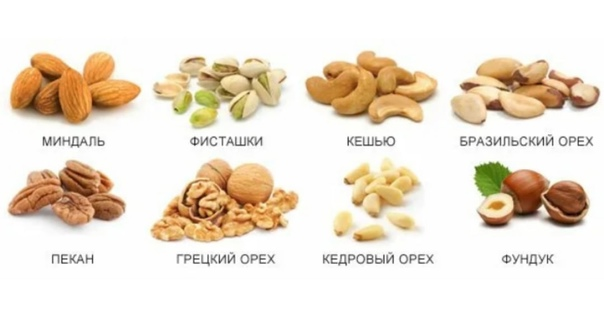 МИНДАЛЬ
ФИСТАШКИ
КЕШЬЮ
БРАЗИЛЬСКИЙ ОРЕХ
ПЕКАН
ГРЕЦКИЙ ОРЕХ
КЕДРОВЫЙ ОРЕХ
ФУНДУК